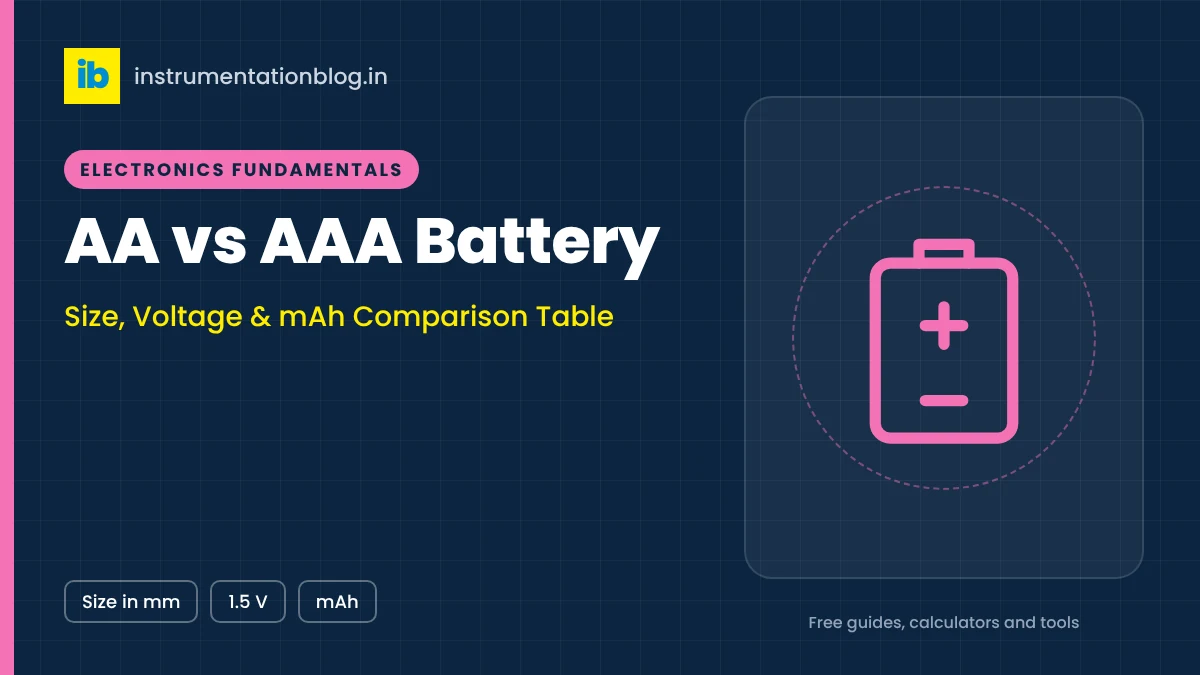 ib
instrumentationblog.in
ELECTRONICS FUNDAMENTALS
AA vs AAA Battery
Size, Voltage & mAh Comparison Table
Size in mm
1.5 V
mAh
Free guides, calculators and tools